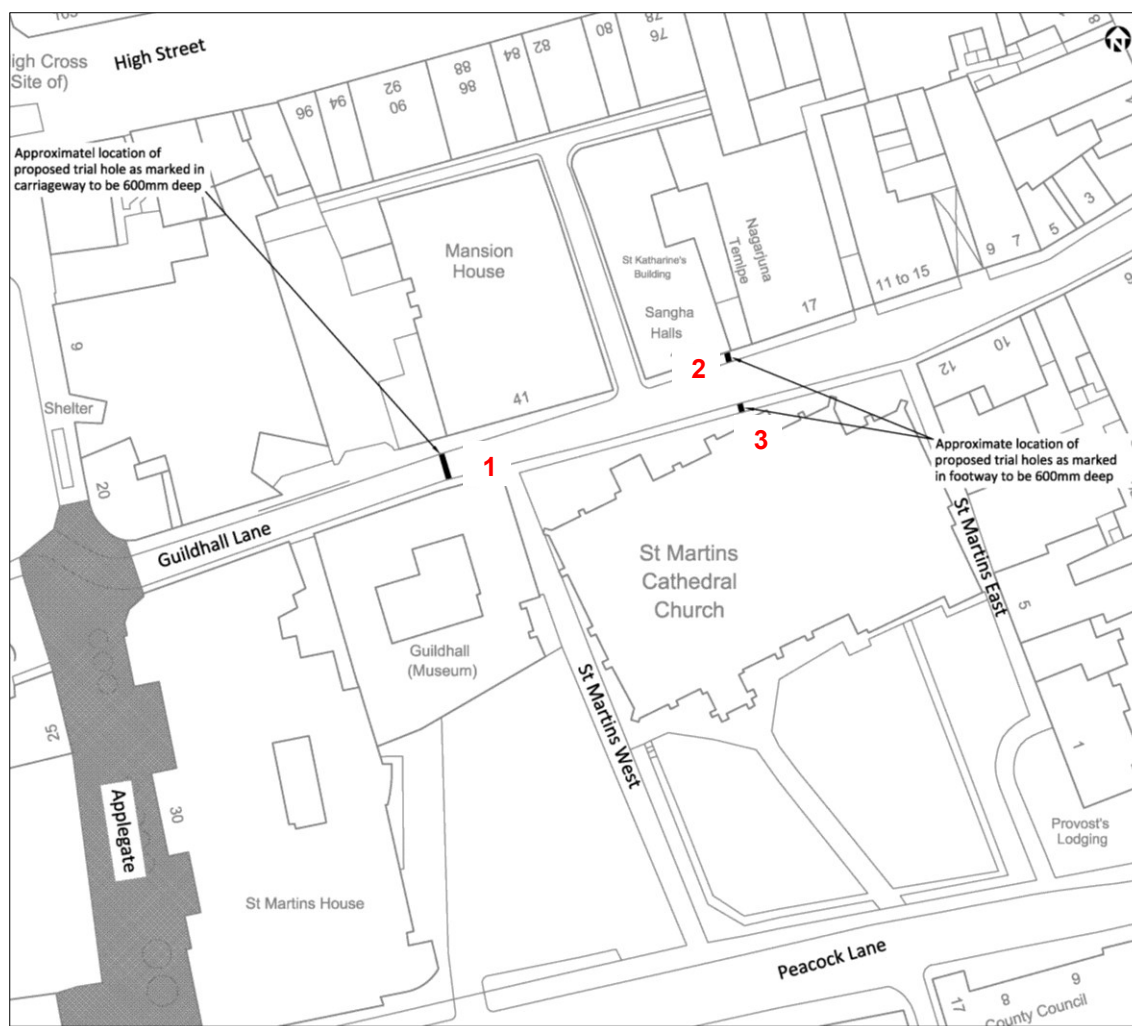 103
High Street
igh Cross
Site of)
78
76
80
82
84
88
86
92
90
94
96
8
N
Approximatel location of
proposed trial hole as marked in
carriageway to be 600mm deep
Mansion
House
St Katharine's
Building
Nagarjuna
Temlpe
Sangha
Halls
17
11 to 15
9
7
5
3
9
Shelter
41
2
12
10
20
1
3
Approximate location of
proposed trial holes as marked
in footway to be 600mm deep
Guildhall Lane
St Martins
Cathedral
Church
St Martins East
5
Guildhall
(Museum)
St Martins West
25
1
Applegate
30
Provost's
Lodging
St Martins House
Peacock Lane
17
8
9
County Council